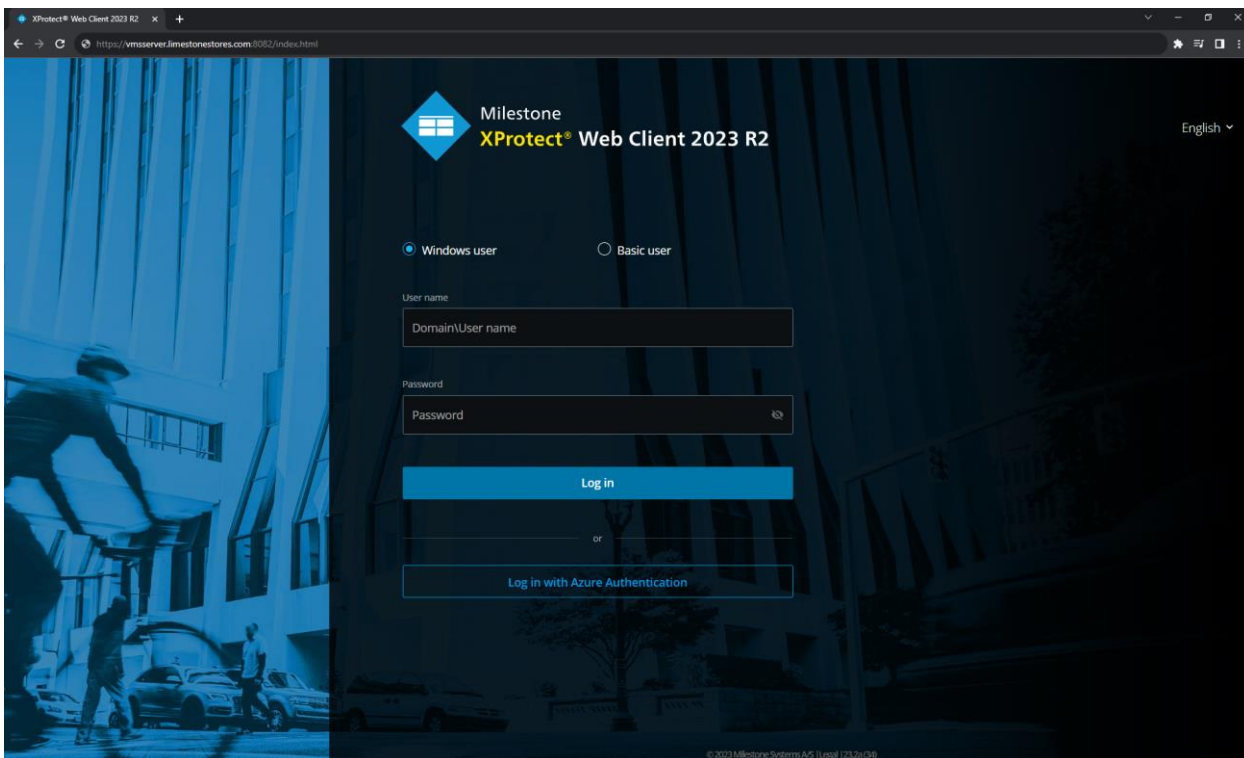 XProtect® Web Client 2023 R2
https://vmsserver.limestonestores.com:8082/index.html
Milestone
XProtect® Web Client 2023 R2
English
Windows user
Basic user
User name
Domain\User name
Password
Password
Log in
or
Log in with Azure Authentication
© 2023 Milestone Systems A/S | Legal | 23.2a (34)